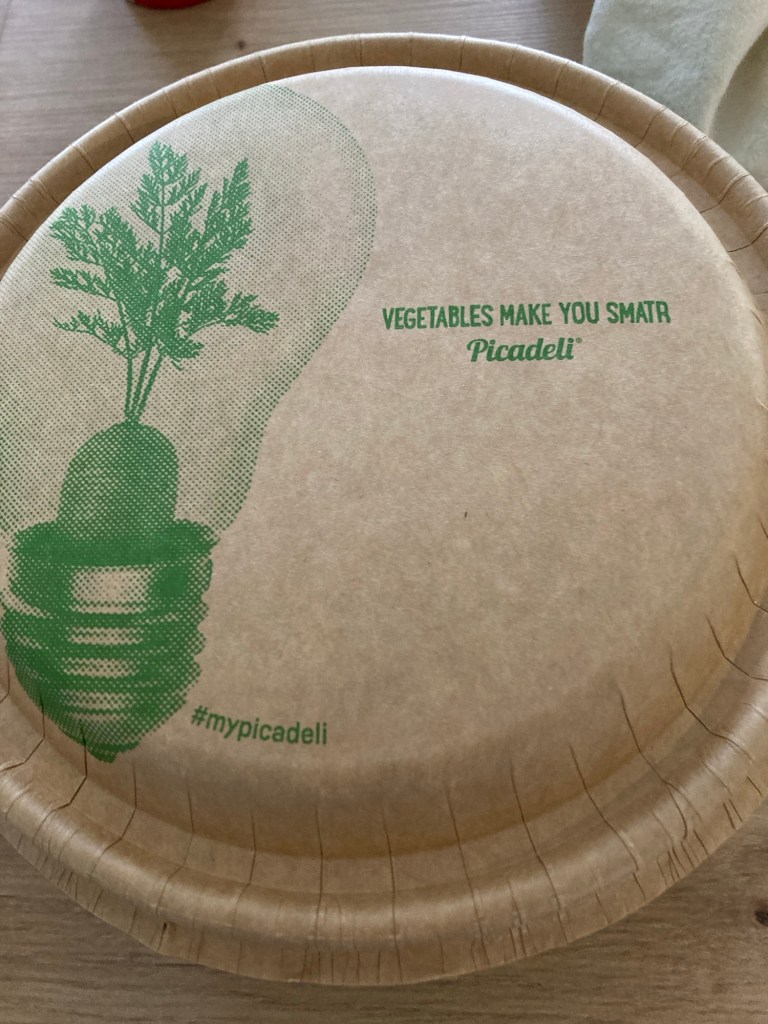 VEGETABLES MAKE YOU SMATR
Picadeli®
#mypicadeli